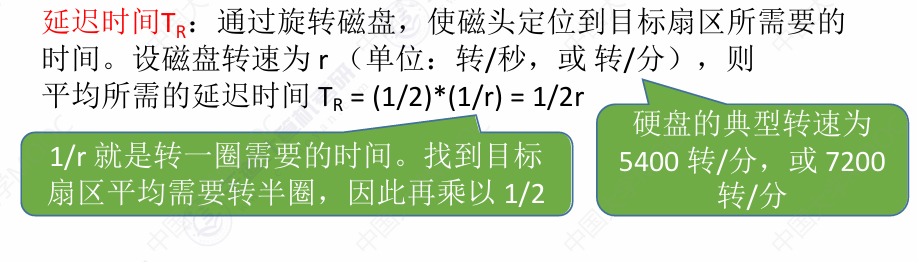 延迟时间TR：通过旋转磁盘，使磁头定位到目标扇区所需要的
时间。设磁盘转速为 r （单位：转/秒，或 转/分），则
平均所需的延迟时间 TR = (1/2)*(1/r) = 1/2r
1/r 就是转一圈需要的时间。找到目标
扇区平均需要转半圈，因此再乘以 1/2
硬盘的典型转速为
5400 转/分，或 7200
转/分